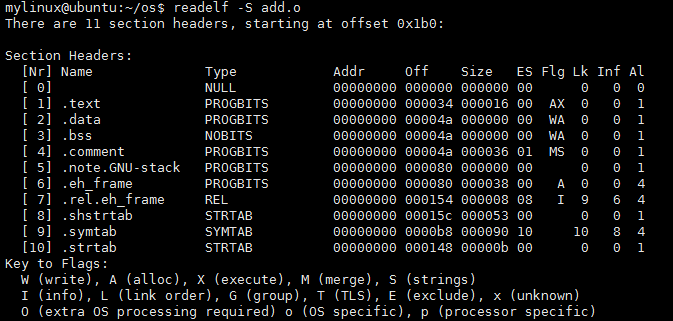 mylinux@ubuntu:~/os$ readelf -S add.o
There are 11 section headers, starting at offset 0x1b0:

Section Headers:
  [Nr] Name              Type            Addr     Off    Size   ES Flg Lk Inf Al
  [ 0]                   NULL            00000000 000000 000000 00      0   0  0
  [ 1] .text             PROGBITS        00000000 000034 000016 00  AX  0   0  1
  [ 2] .data             PROGBITS        00000000 00004a 000000 00  WA  0   0  1
  [ 3] .bss              NOBITS          00000000 00004a 000000 00  WA  0   0  1
  [ 4] .comment          PROGBITS        00000000 00004a 000036 01  MS  0   0  1
  [ 5] .note.GNU-stack   PROGBITS        00000000 000080 000000 00      0   0  1
  [ 6] .eh_frame         PROGBITS        00000000 000080 000038 00   A  0   0  4
  [ 7] .rel.eh_frame     REL             00000000 000154 000008 08   I  9   6  4
  [ 8] .shstrtab         STRTAB          00000000 00015c 000053 00      0   0  1
  [ 9] .symtab           SYMTAB          00000000 0000b8 000090 10     10   8  4
  [10] .strtab           STRTAB          00000000 000148 00000b 00      0   0  1
Key to Flags:
  W (write), A (alloc), X (execute), M (merge), S (strings)
  I (info), L (link order), G (group), T (TLS), E (exclude), x (unknown)
  O (extra OS processing required) o (OS specific), p (processor specific)